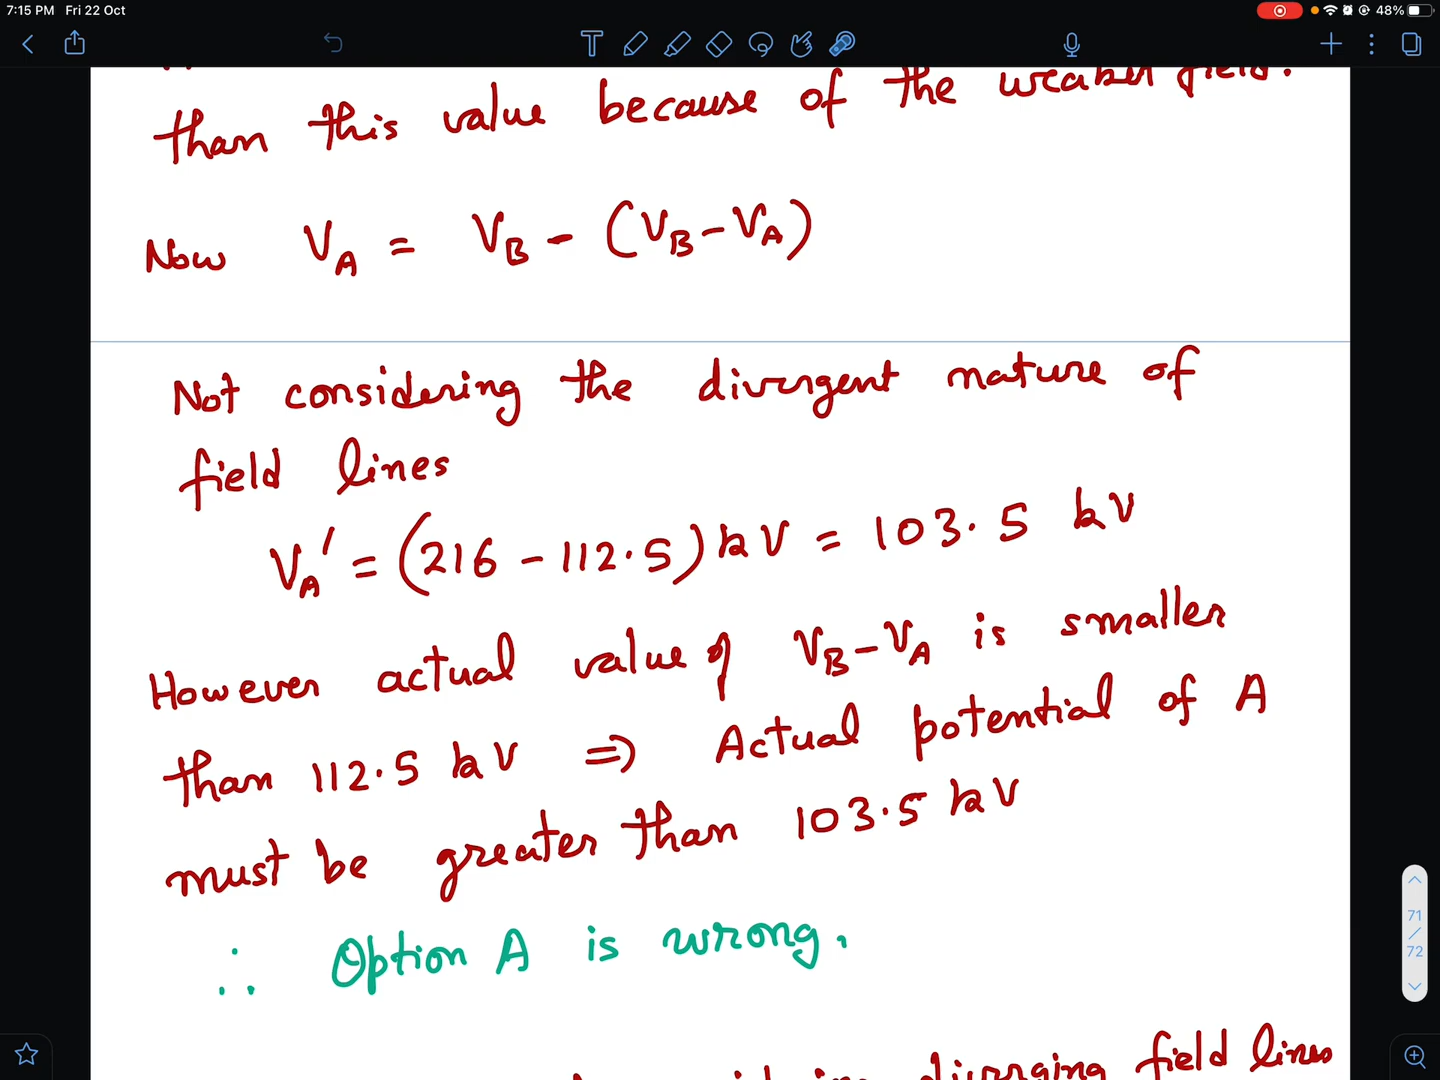 7:15 PM Fri 22 Oct
48%
than this value because of the weaker field.
Now V_A = V_B - (V_B - V_A)
Not considering the divergent nature of
field lines
V_A' = (216 - 112.5) kV = 103.5 kV
However actual value of V_B - V_A is smaller
than 112.5 kV ⇒ Actual potential of A
must be greater than 103.5 kV
∴ Option A is wrong.
diverging field lines
71
/
72